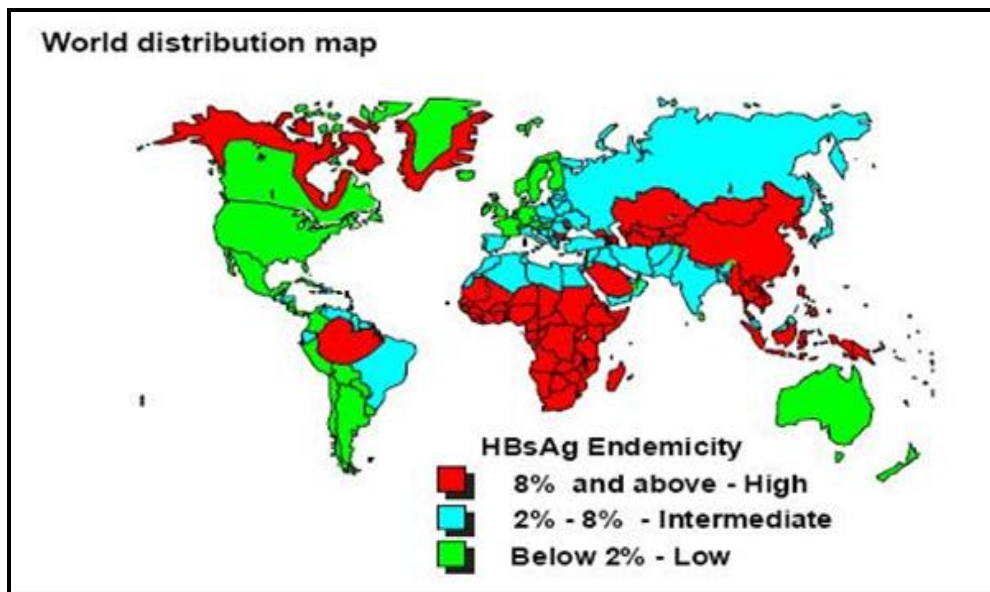 World distribution map
HBsAg Endemicity
8% and above - High
2% - 8% - Intermediate
Below 2% - Low